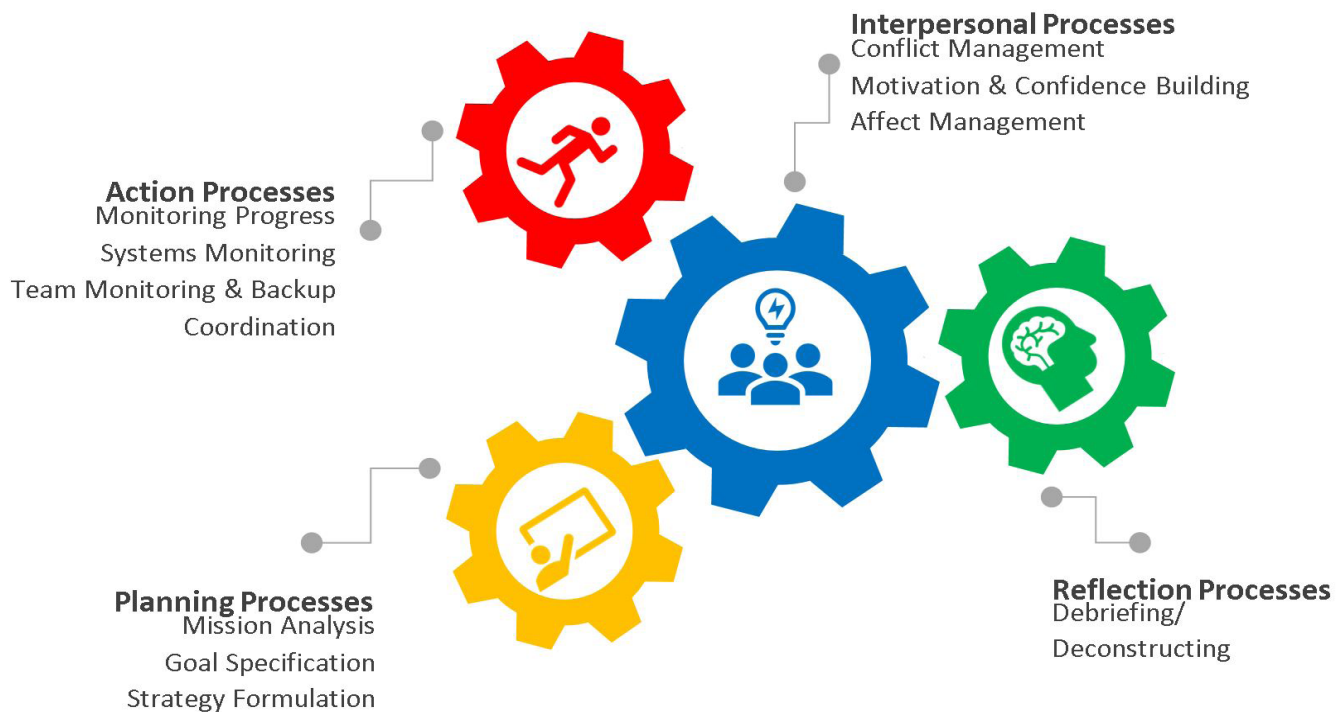 Interpersonal Processes
Conflict Management
Motivation & Confidence Building
Affect Management
Action Processes
Monitoring Progress
Systems Monitoring
Team Monitoring & Backup
Coordination
Planning Processes
Mission Analysis
Goal Specification
Strategy Formulation
Reflection Processes
Debriefing/
Deconstructing